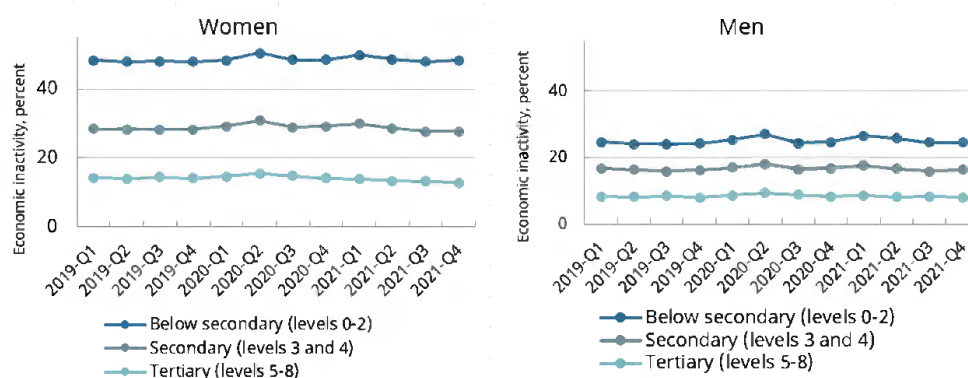 Women
Economic inactivity, percent
40
20
0
2019-Q1
2019-Q2
2019-Q3
2019-Q4
2020-Q1
2020-Q2
2020-Q3
2020-Q4
2021-Q1
2021-Q2
2021-Q3
2021-Q4
Below secondary (levels 0-2)
Secondary (levels 3 and 4)
Tertiary (levels 5-8)
Men
Economic inactivity, percent
40
20
0
2019-Q1
2019-Q2
2019-Q3
2019-Q4
2020-Q1
2020-Q2
2020-Q3
2020-Q4
2021-Q1
2021-Q2
2021-Q3
2021-Q4
Below secondary (levels 0-2)
Secondary (levels 3 and 4)
Tertiary (levels 5-8)